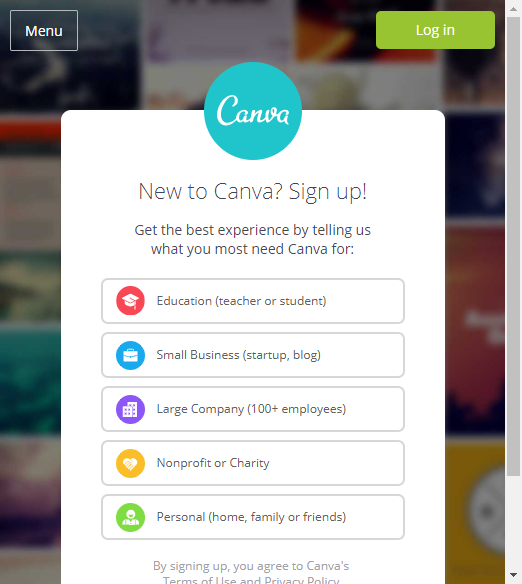 Menu
Log in
Canva
New to Canva? Sign up!
Get the best experience by telling us
what you most need Canva for:
Education (teacher or student)
Small Business (startup, blog)
Large Company (100+ employees)
Nonprofit or Charity
Personal (home, family or friends)
By signing up, you agree to Canva's
Terms of Use and Privacy Policy